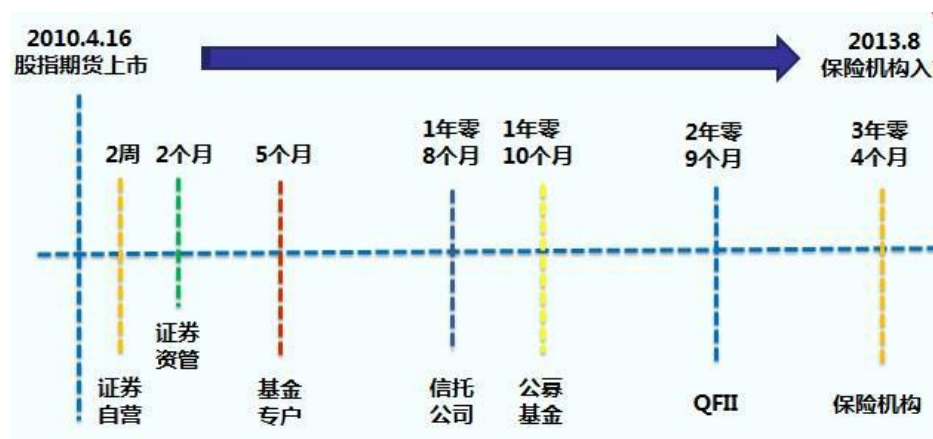 2010.4.16
股指期货上市
2013.8
保险机构入
2周
2个月
5个月
1年零
8个月
1年零
10个月
2年零
9个月
3年零
4个月
证券
自营
证券
资管
基金
专户
信托
公司
公募
基金
QFII
保险机构